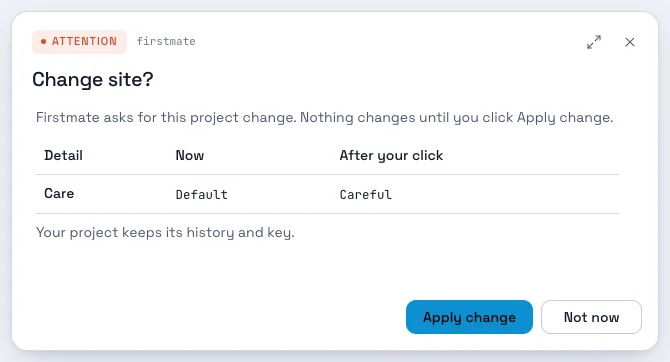 ATTENTION firstmate
Change site?
Firstmate asks for this project change. Nothing changes until you click Apply change.
Detail Now After your click
Care Default Careful
Your project keeps its history and key.
Apply change Not now